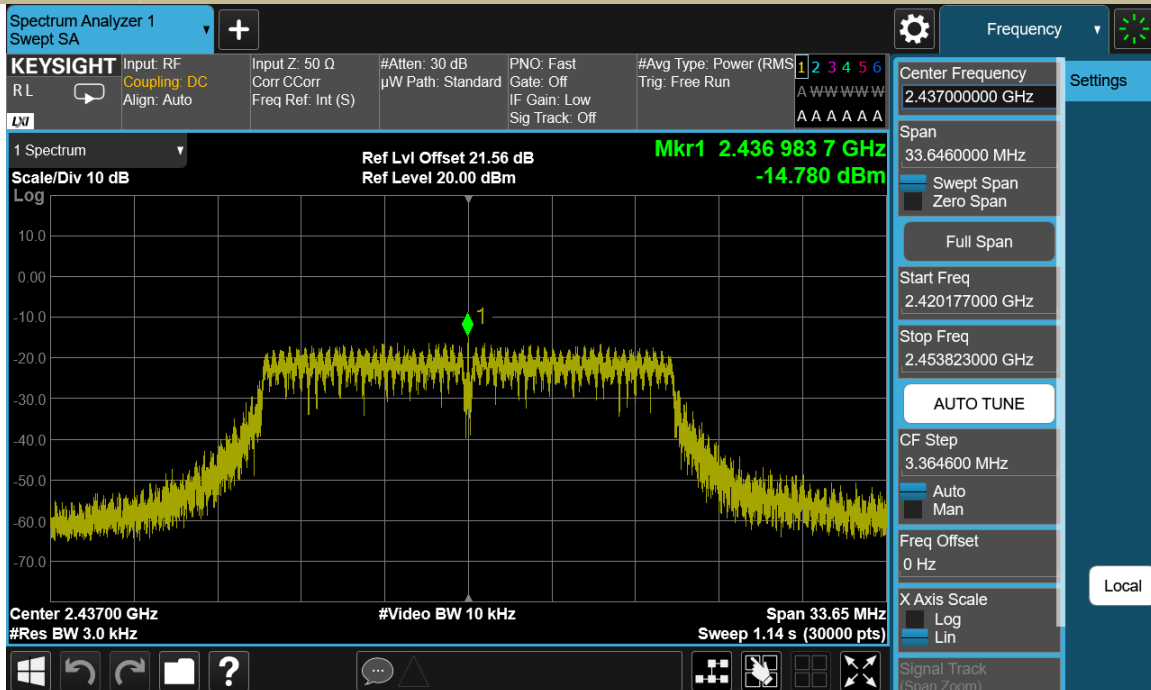 Spectrum Analyzer 1
Swept SA
+
Frequency
KEYSIGHT
RL
LXI
Input: RF
Coupling: DC
Align: Auto
Input Z: 50 Ω
Corr CCorr
Freq Ref: Int (S)
#Atten: 30 dB
µW Path: Standard
PNO: Fast
Gate: Off
IF Gain: Low
Sig Track: Off
#Avg Type: Power (RMS
Trig: Free Run
1 2 3 4 5 6
A W W W W W
A A A A A A
1 Spectrum
Scale/Div 10 dB
Log
Ref Lvl Offset 21.56 dB
Ref Level 20.00 dBm
Mkr1 2.436 983 7 GHz
-14.780 dBm
10.0
0.00
-10.0
-20.0
-30.0
-40.0
-50.0
-60.0
-70.0
1
Center 2.43700 GHz
#Res BW 3.0 kHz
#Video BW 10 kHz
Span 33.65 MHz
Sweep 1.14 s (30000 pts)
?
Center Frequency
2.437000000 GHz
Span
33.6460000 MHz
Swept Span
Zero Span
Full Span
Start Freq
2.420177000 GHz
Stop Freq
2.453823000 GHz
AUTO TUNE
CF Step
3.364600 MHz
Auto
Man
Freq Offset
0 Hz
X Axis Scale
Log
Lin
Signal Track
(Span Zoom)
Settings
Local